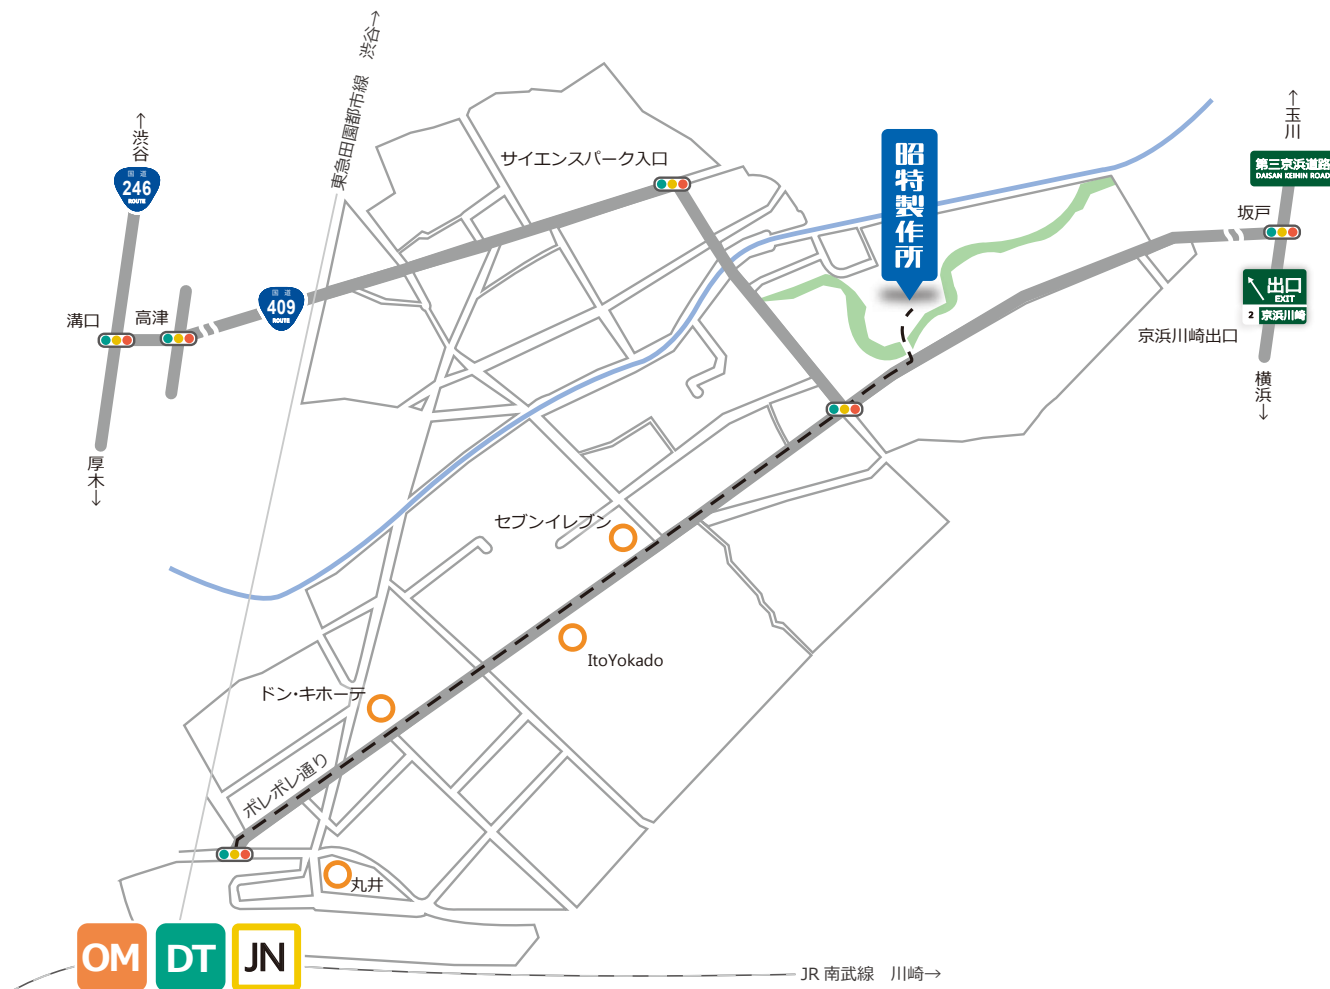 東急田園都市線　渋谷→
←渋谷
国道
246
ROUTE
サイエンスパーク入口
昭特製作所
←玉川
第三京浜道路
DAISAN KEIHIN ROAD
坂戸
国道
409
ROUTE
溝口
高津
出口
EXIT
2 京浜川崎
京浜川崎出口
横浜→
厚木→
セブンイレブン
ItoYokado
ドン・キホーテ
ポレポレ通り
丸井
OM
DT
JN
JR 南武線　川崎→